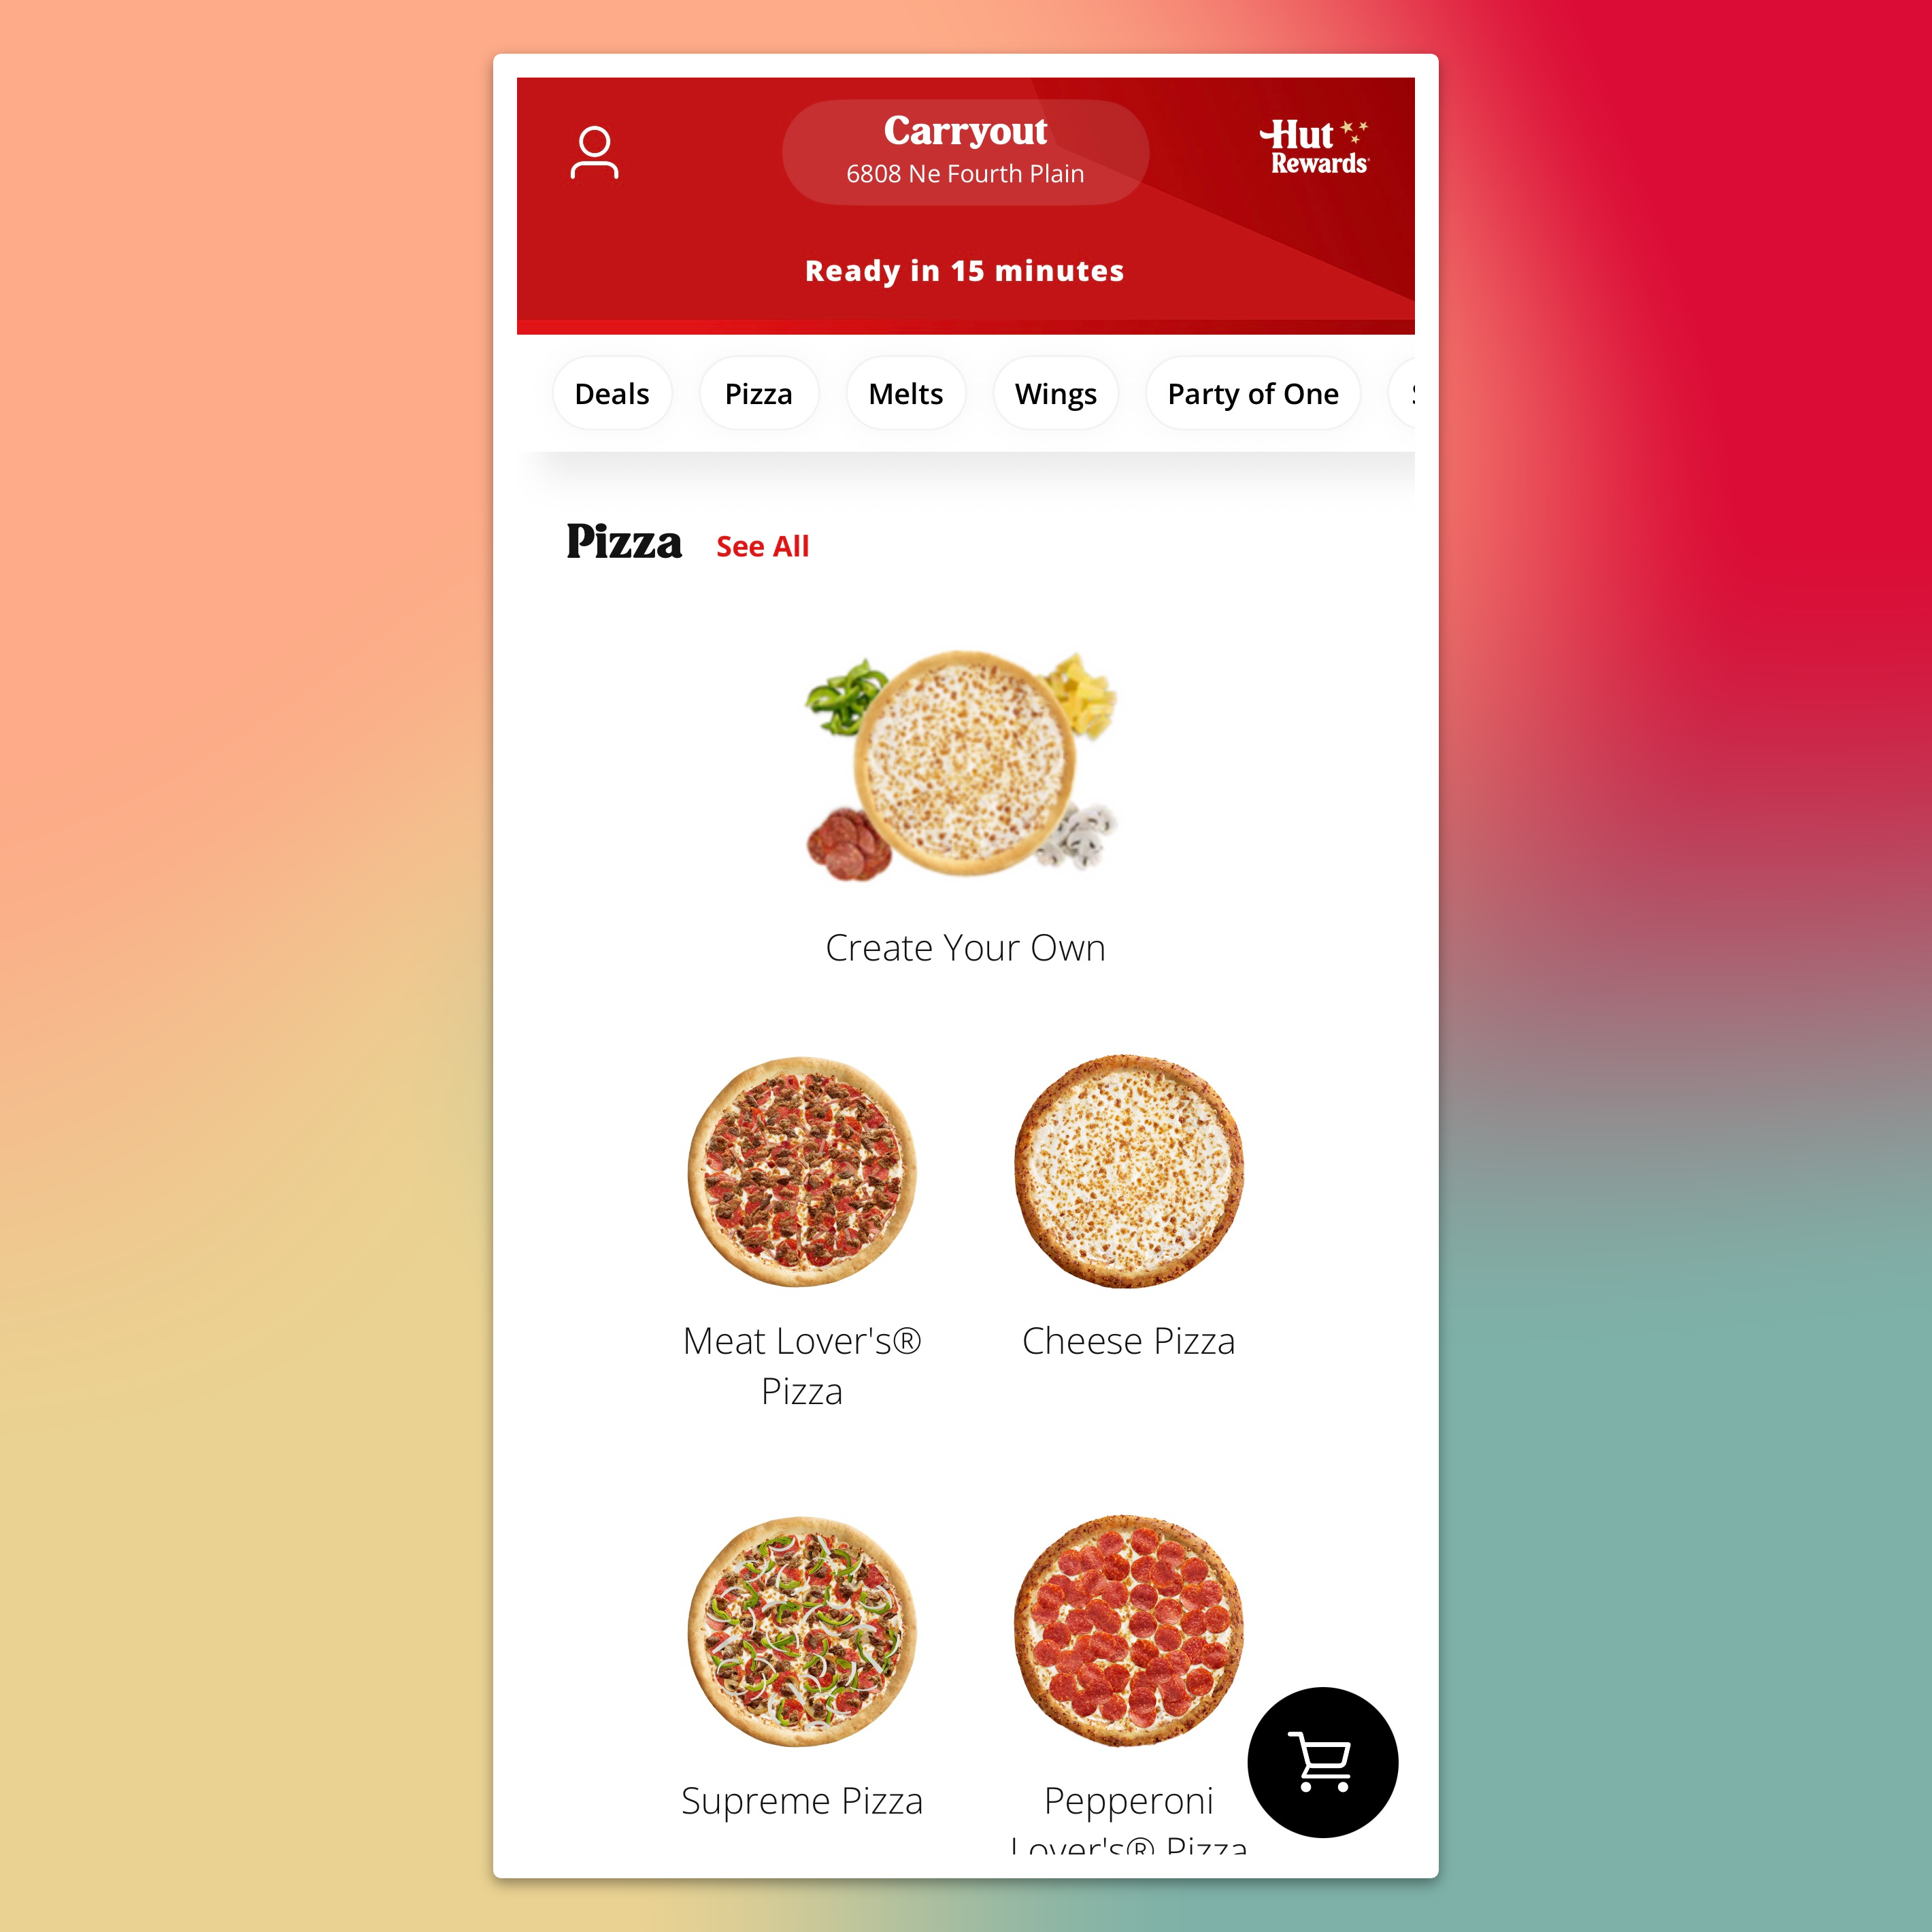 Carryout
6808 Ne Fourth Plain
Hut
Rewards
Ready in 15 minutes
Deals
Pizza
Melts
Wings
Party of One
Pizza
See All
Create Your Own
Meat Lover's®
Pizza
Cheese Pizza
Supreme Pizza
Pepperoni
Lover's® Pizza